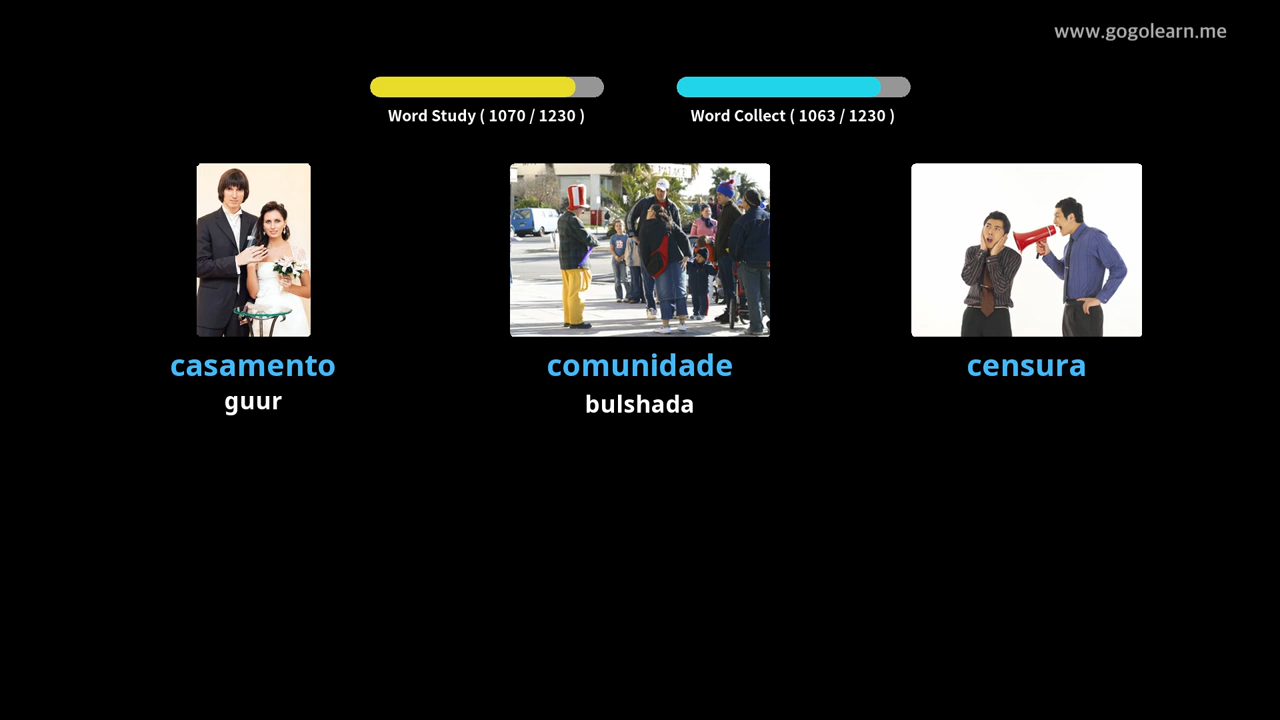 www.gogolearn.me
Word Study ( 1070 / 1230 )
Word Collect ( 1063 / 1230 )
casamento
comunidade
censura
guur
bulshada